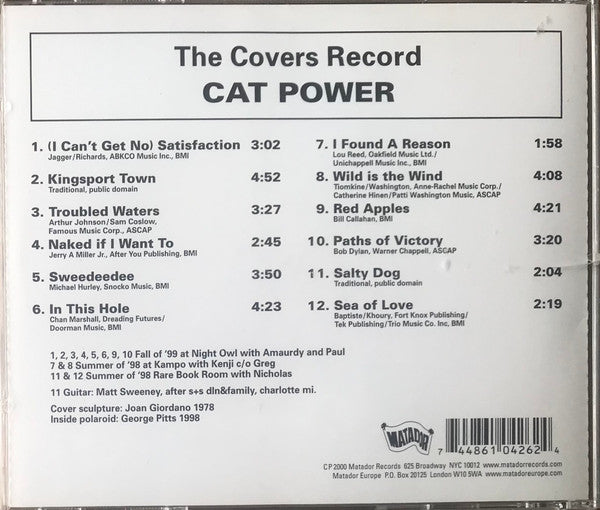 The Covers Record
CAT POWER
1. (I Can't Get No) Satisfaction 3:02
Jagger/Richards, ABKCO Music Inc., BMI
2. Kingsport Town 4:52
Traditional, public domain
3. Troubled Waters 3:27
Arthur Johnson/Sam Coslow,
Famous Music Corp., ASCAP
4. Naked if I Want To 2:45
Jerry A Miller Jr., After You Publishing. BMI
5. Sweedeedee 3:50
Michael Hurley, Snocko Music, BMI
6. In This Hole 4:23
Chan Marshall, Dreading Futures/
Doorman Music, BMI
7. I Found A Reason 1:58
Lou Reed, Oakfield Music Ltd./
Unichappell Music Inc., BMI
8. Wild is the Wind 4:08
Tiomkine/Washington, Anne-Rachel Music Corp./
Catherine Hinen/Patti Washington Music, ASCAP
9. Red Apples 4:21
Bill Callahan, BMI
10. Paths of Victory 3:20
Bob Dylan, Warner Chappell, ASCAP
11. Salty Dog 2:04
Traditional, public domain
12. Sea of Love 2:19
Baptiste/Khoury, Fort Knox Publishing/
Tek Publishing/Trio Music Co. Inc, BMI
1, 2, 3, 4, 5, 6, 9, 10 Fall of '99 at Night Owl with Amaurdy and Paul
7 & 8 Summer of '98 at Kampo with Kenji c/o Greg
11 & 12 Summer of '98 Rare Book Room with Nicholas
11 Guitar: Matt Sweeney, after s+s dln&family, charlotte mi.
Cover sculpture: Joan Giordano 1978
Inside polaroid: George Pitts 1998
MATADOR
7 44861 04262 4
C P 2000 Matador Records 625 Broadway NYC 10012 www.matadorrecords.com
Matador Europe P.O. Box 20125 London W10 5WA www.matadoreurope.com